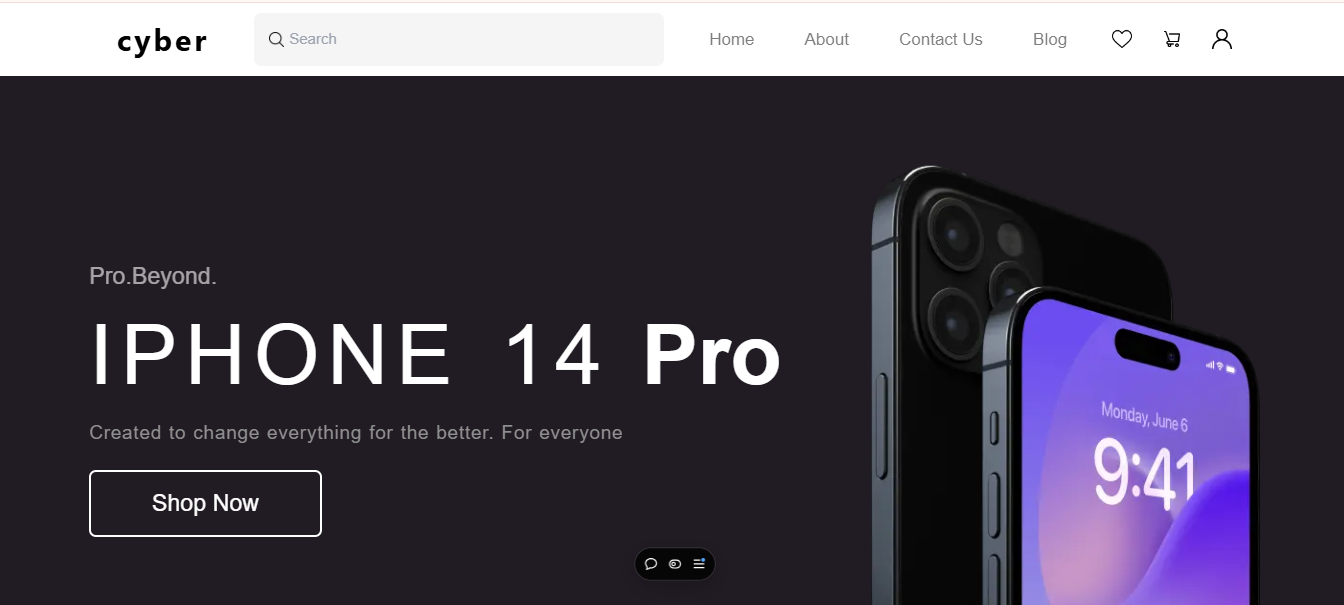 cyber
Search
Home
About
Contact Us
Blog
Pro.Beyond.
IPHONE 14 Pro
Created to change everything for the better. For everyone
Shop Now
Monday, June 6
9:41